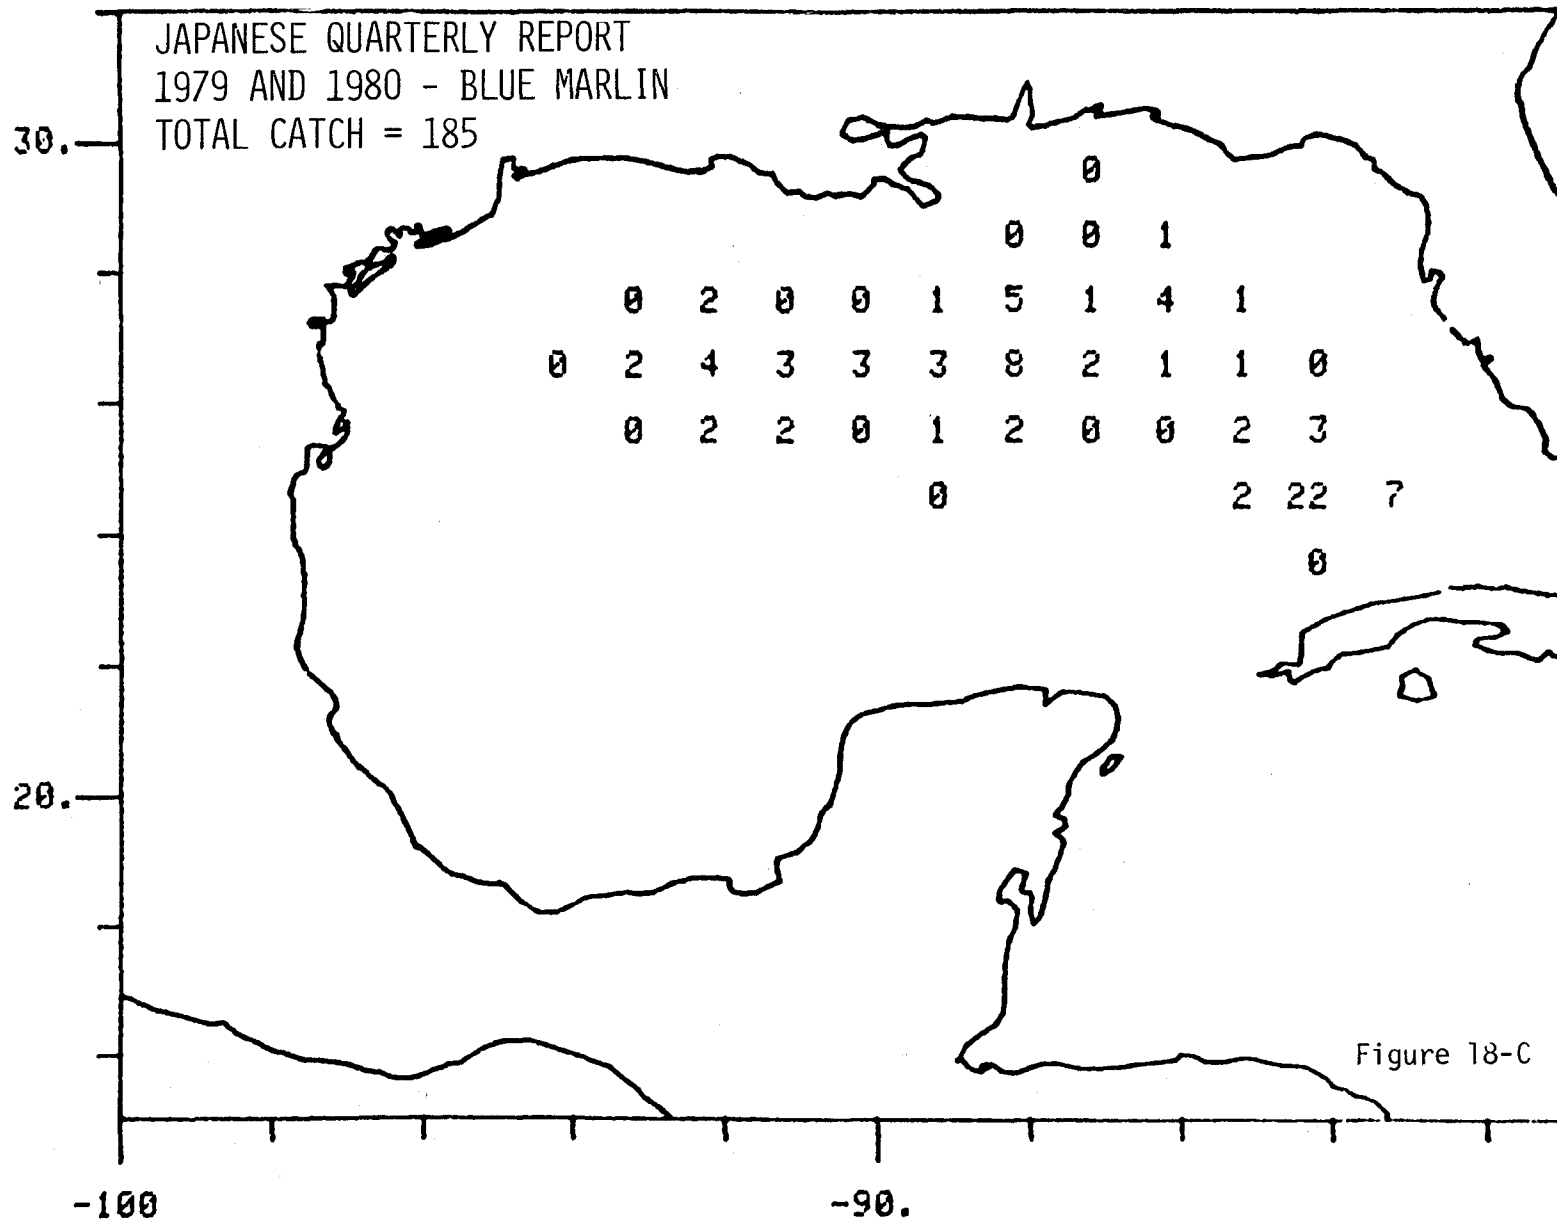 JAPANESE QUARTERLY REPORT
1979 AND 1980 - BLUE MARLIN
TOTAL CATCH = 185
30.
0
0 0 1
0 2 0 0 1 5 1 4 1
0 2 4 3 3 3 8 2 1 1 0
0 2 2 0 1 2 0 0 2 3
0 2 22 7
0
20.
Figure 18-C
-100 -90.